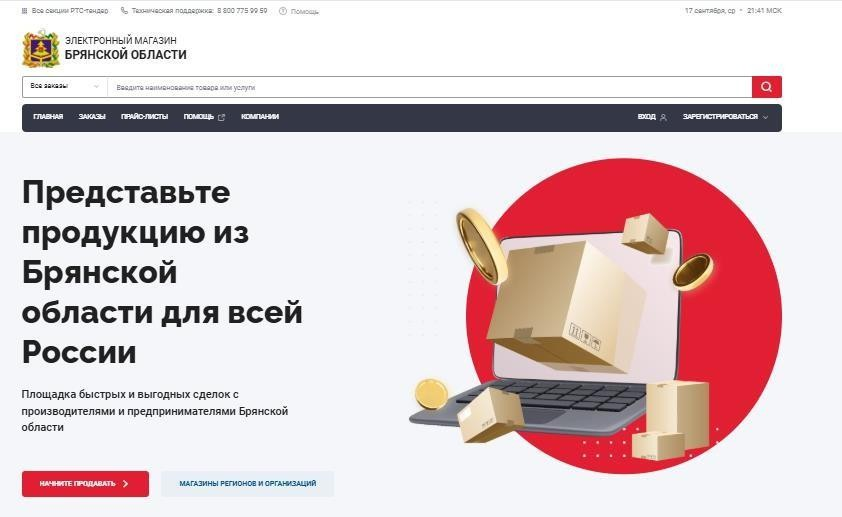 Все секции РТС-тендер Техническая поддержка: 8 800 775 99 59 Помощь 17 сентября, ср • 21:41 МСК
ЭЛЕКТРОННЫЙ МАГАЗИН
БРЯНСКОЙ ОБЛАСТИ
Все заказы Введите наименование товара или услуги
ГЛАВНАЯ ЗАКАЗЫ ПРАЙС-ЛИСТЫ ПОМОЩЬ КОМПАНИИ ВХОД ЗАРЕГИСТРИРОВАТЬСЯ
Представьте
продукцию из
Брянской
области для всей
России
Площадка быстрых и выгодных сделок с
производителями и предпринимателями Брянской
области
НАЧНИТЕ ПРОДАВАТЬ МАГАЗИНЫ РЕГИОНОВ И ОРГАНИЗАЦИЙ